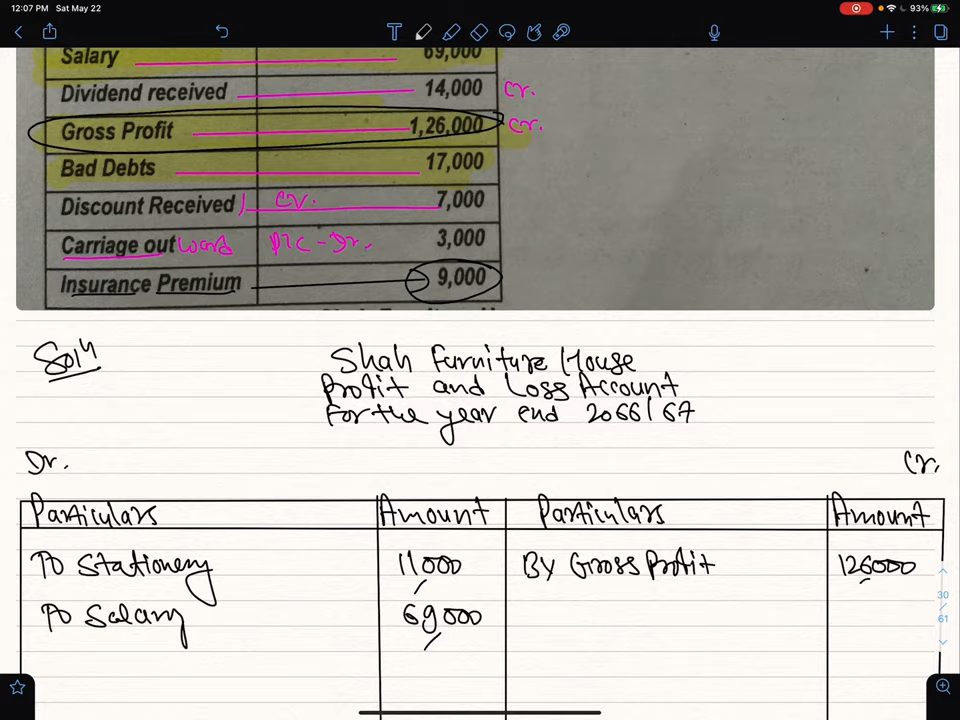 12:07 PM Sat May 22
93%
Salary 69,000
Dividend received 14,000 Cr.
Gross Profit 1,26,000 Cr.
Bad Debts 17,000
Discount Received Cr. 7,000
Carriage outward P/C - Dr. 3,000
Insurance Premium 9,000
Solⁿ
Shah Furniture House
Profit and Loss Account
For the year end 2066/67
Dr. Cr.
Particulars Amount Particulars Amount
To Stationery 11000 By Gross Profit 126000
To Salary 69000
30
/
61